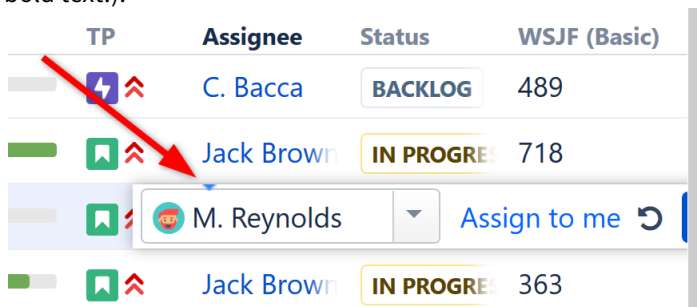 bold text.).
TP Assignee Status WSJF (Basic)
C. Bacca BACKLOG 489
Jack Brown IN PROGRES 718
M. Reynolds Assign to me
Jack Brown IN PROGRES 363